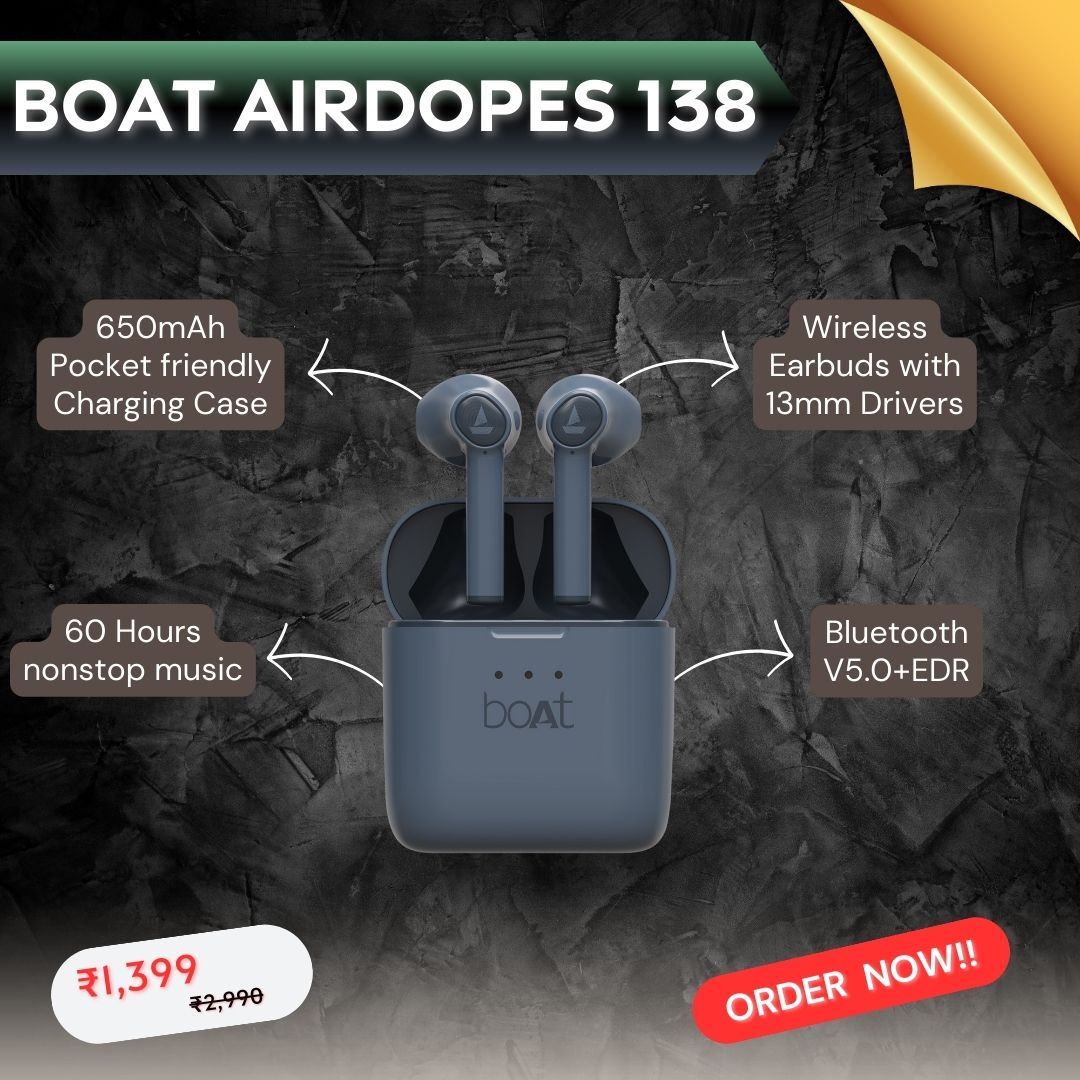 BOAT AIRDOPES 138
650mAh
Pocket friendly
Charging Case
Wireless
Earbuds with
13mm Drivers
60 Hours
nonstop music
Bluetooth
V5.0+EDR
boAt
₹1,399
₹2,990
ORDER NOW!!